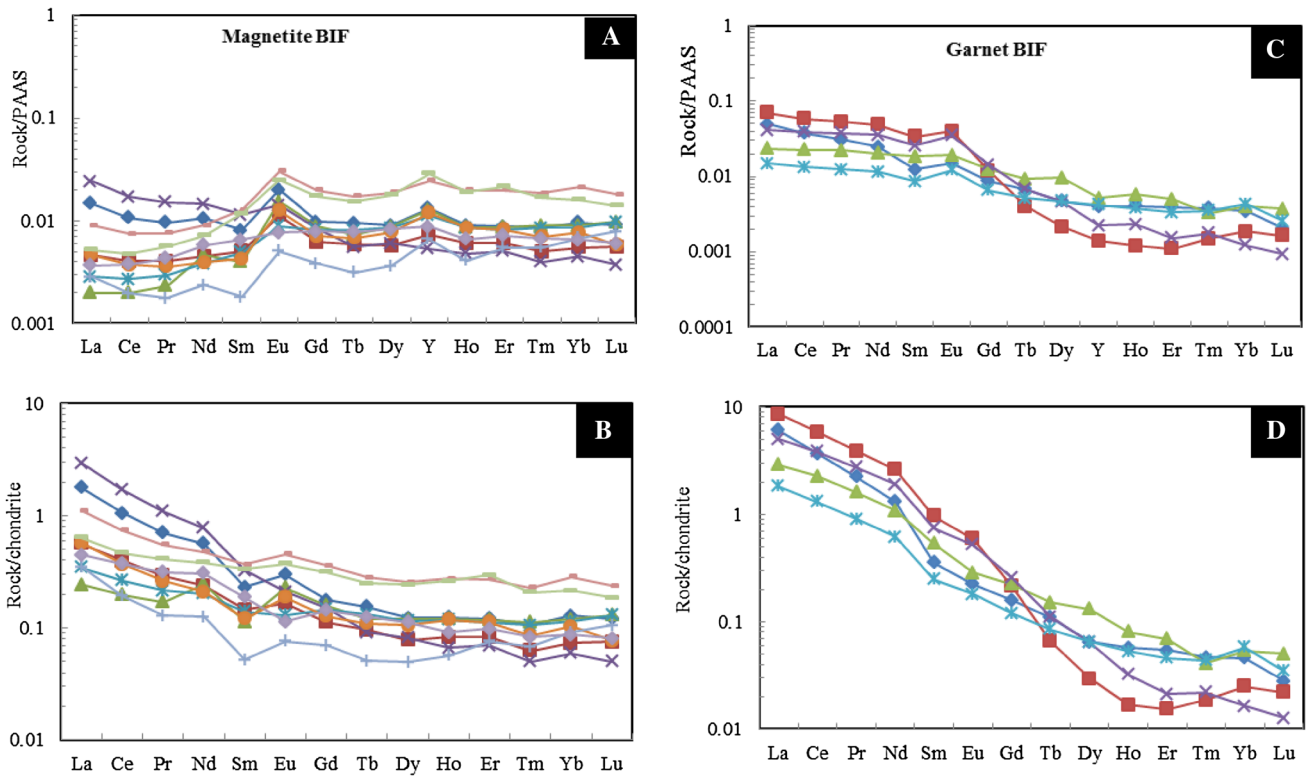 Magnetite BIF
A
Rock/PAAS
1
0.1
0.01
0.001
La Ce Pr Nd Sm Eu Gd Tb Dy Y Ho Er Tm Yb Lu
Garnet BIF
C
Rock/PAAS
1
0.1
0.01
0.001
0.0001
La Ce Pr Nd Sm Eu Gd Tb Dy Y Ho Er Tm Yb Lu
B
Rock/chondrite
10
1
0.1
0.01
La Ce Pr Nd Sm Eu Gd Tb Dy Ho Er Tm Yb Lu
D
Rock/chondrite
10
1
0.1
0.01
La Ce Pr Nd Sm Eu Gd Tb Dy Ho Er Tm Yb Lu